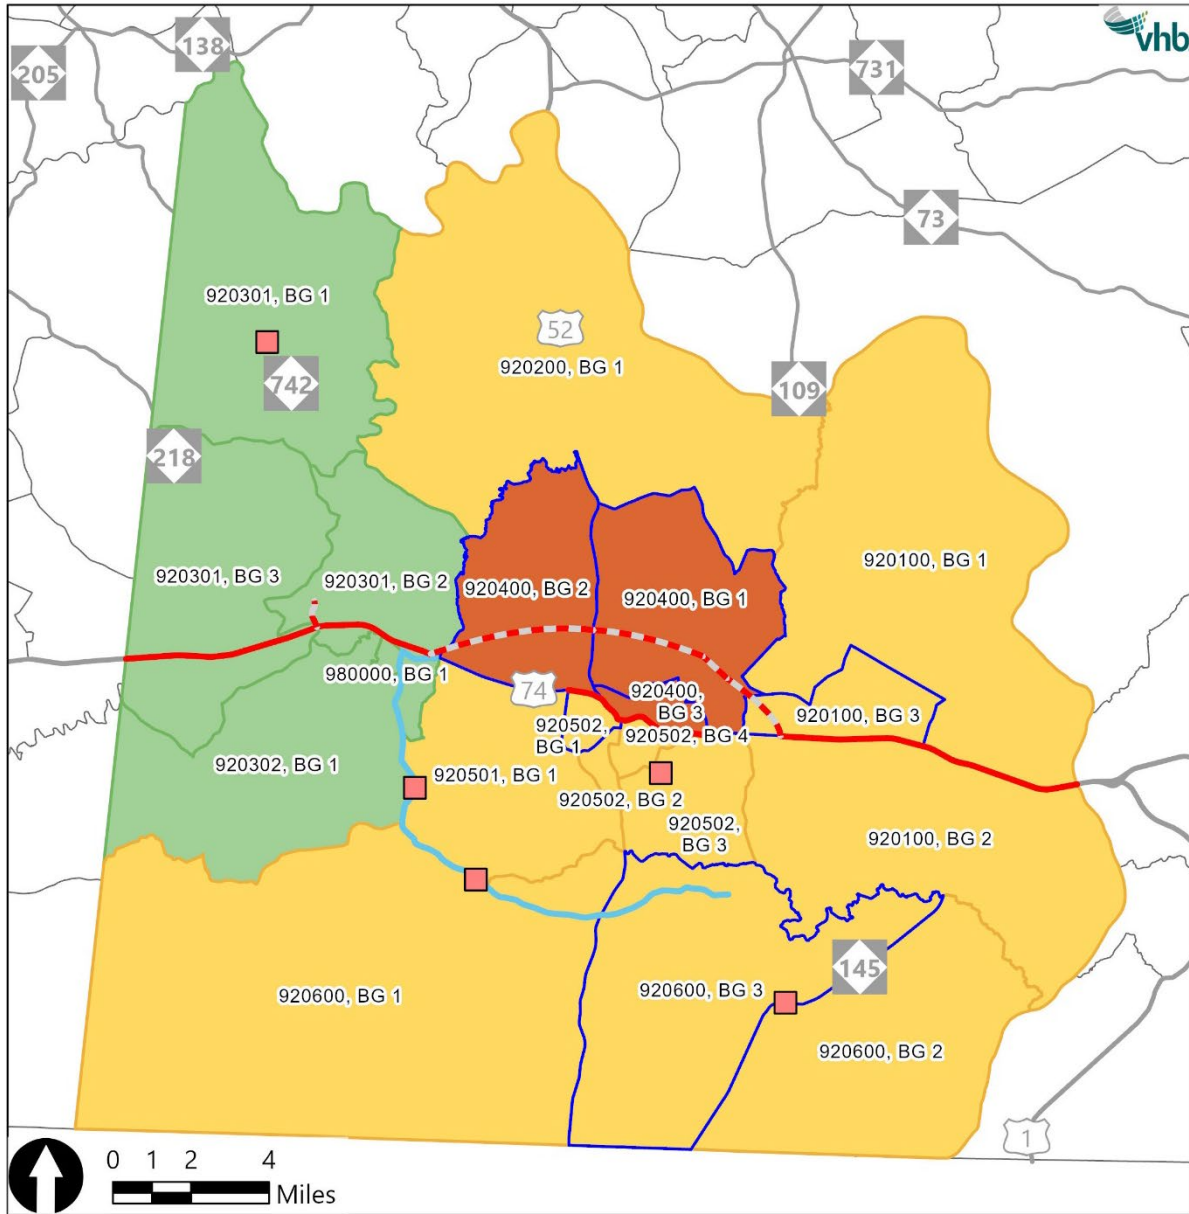 vhb
138
205
731
73
920301, BG 1
52
920200, BG 1
742
109
218
920100, BG 1
920301, BG 3
920301, BG 2
920400, BG 2
920400, BG 1
980000, BG 1
74
920400,
BG 3
920100, BG 3
920502,
BG 1
920502, BG 4
920302, BG 1
920501, BG 1
920502, BG 2
920502,
BG 3
920100, BG 2
145
920600, BG 1
920600, BG 3
920600, BG 2
1
0 1 2 4
Miles